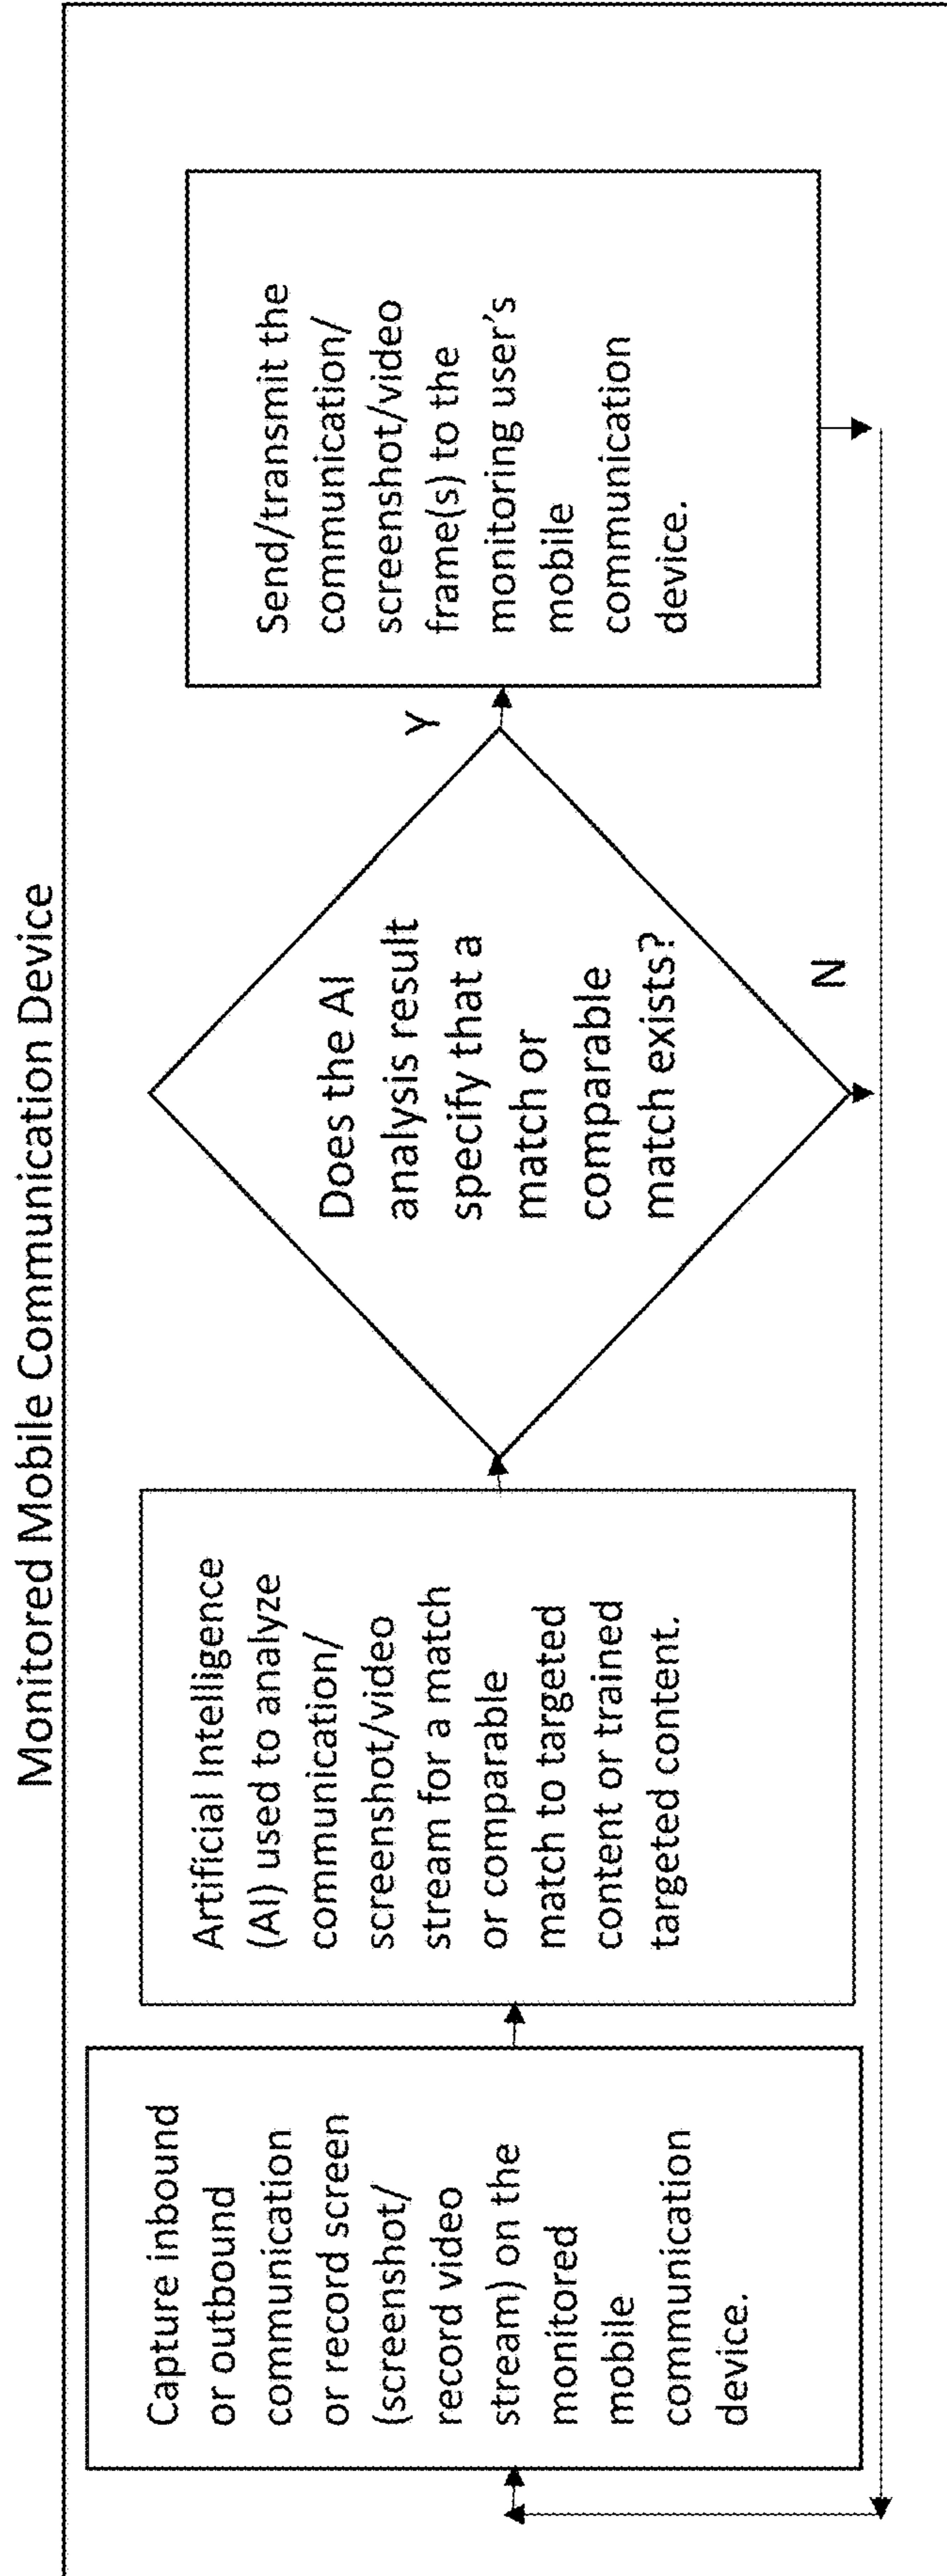 Monitored Mobile Communication Device
Capture inbound
or outbound
communication
or record screen
(screenshot/
record video
stream) on the
monitored
mobile
communication
device.
Artificial Intelligence
(AI) used to analyze
communication/
screenshot/video
stream for a match
or comparable
match to targeted
content or trained
targeted content.
Does the AI
analysis result
specify that a
match or
comparable
match exists?
Y
N
Send/transmit the
communication/
screenshot/video
frame(s) to the
monitoring user's
mobile
communication
device.